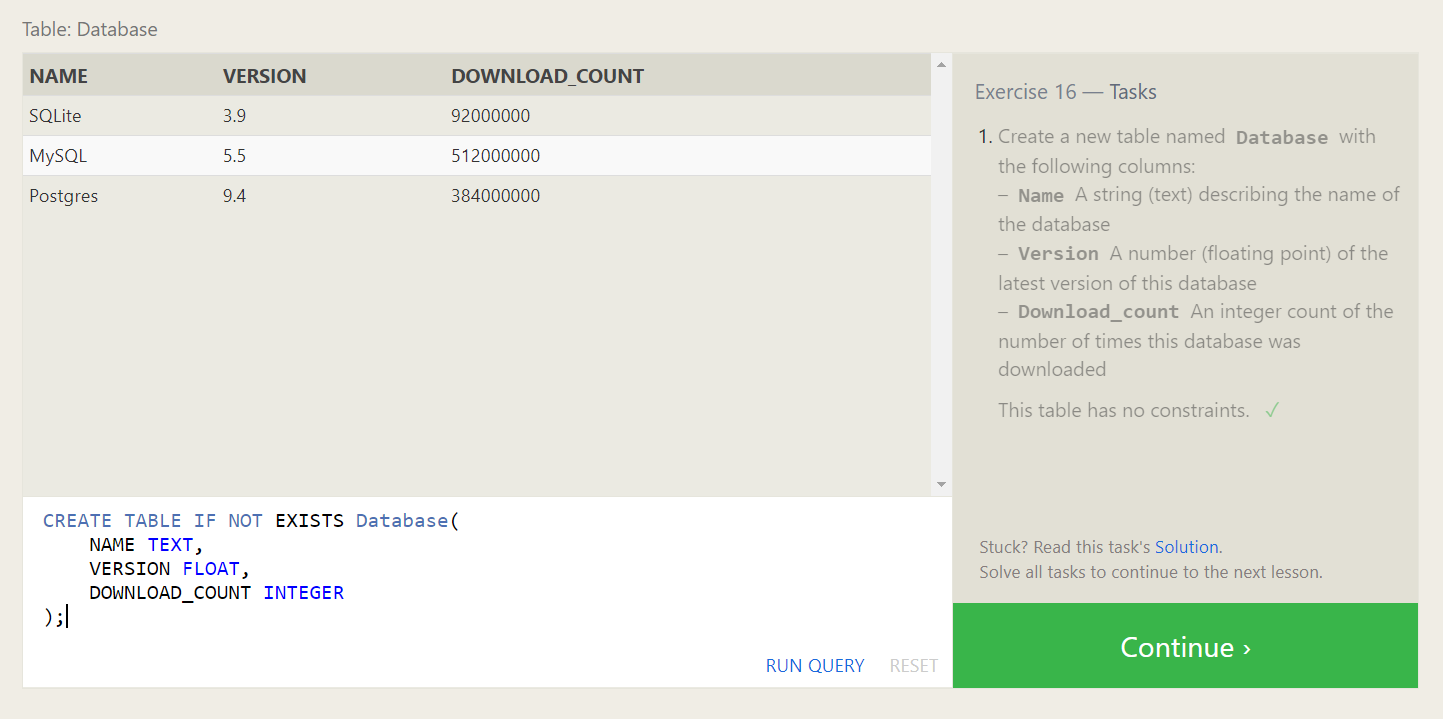 Table: Database
NAME VERSION DOWNLOAD_COUNT
SQLite 3.9 92000000
MySQL 5.5 512000000
Postgres 9.4 384000000
CREATE TABLE IF NOT EXISTS Database(
    NAME TEXT,
    VERSION FLOAT,
    DOWNLOAD_COUNT INTEGER
);
RUN QUERY RESET
Exercise 16 — Tasks
1. Create a new table named Database with
the following columns:
– Name A string (text) describing the name of
the database
– Version A number (floating point) of the
latest version of this database
– Download_count An integer count of the
number of times this database was
downloaded
This table has no constraints. ✓
Stuck? Read this task's Solution.
Solve all tasks to continue to the next lesson.
Continue ›